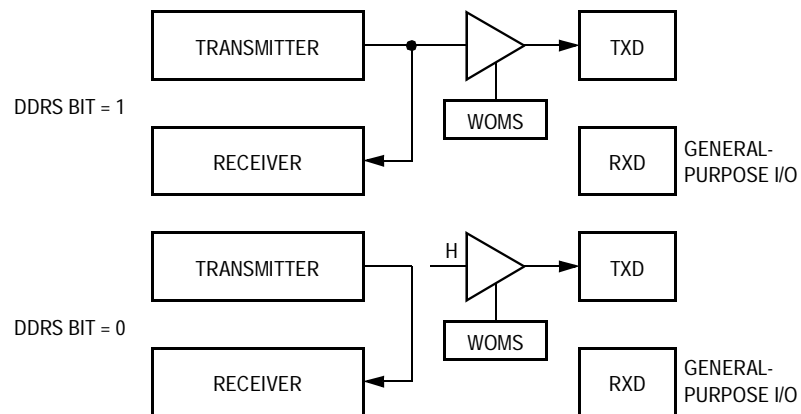 TRANSMITTER
TXD
DDRS BIT = 1
WOMS
RECEIVER
RXD
GENERAL-
PURPOSE I/O
TRANSMITTER
H
TXD
DDRS BIT = 0
WOMS
RECEIVER
RXD
GENERAL-
PURPOSE I/O